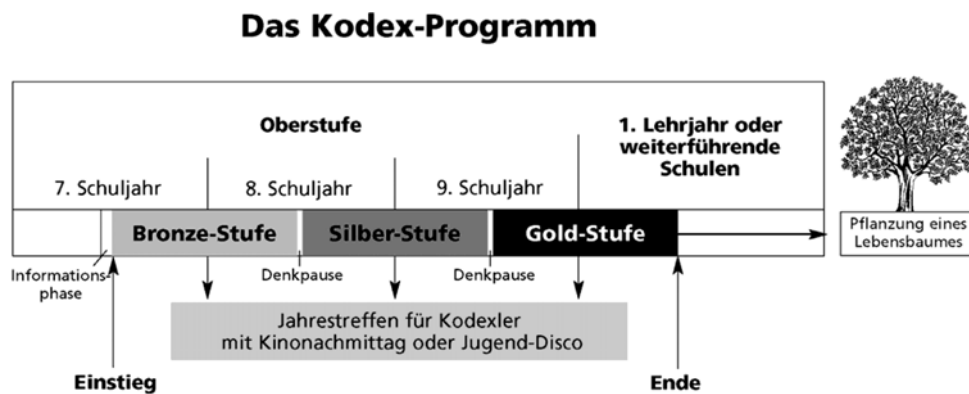 Das Kodex-Programm
Oberstufe
1. Lehrjahr oder
weiterführende
Schulen
7. Schuljahr
8. Schuljahr
9. Schuljahr
Bronze-Stufe
Silber-Stufe
Gold-Stufe
Pflanzung eines
Lebensbaumes
Informations-
phase
Denkpause
Denkpause
Jahrestreffen für Kodexler
mit Kinonachmittag oder Jugend-Disco
Einstieg
Ende